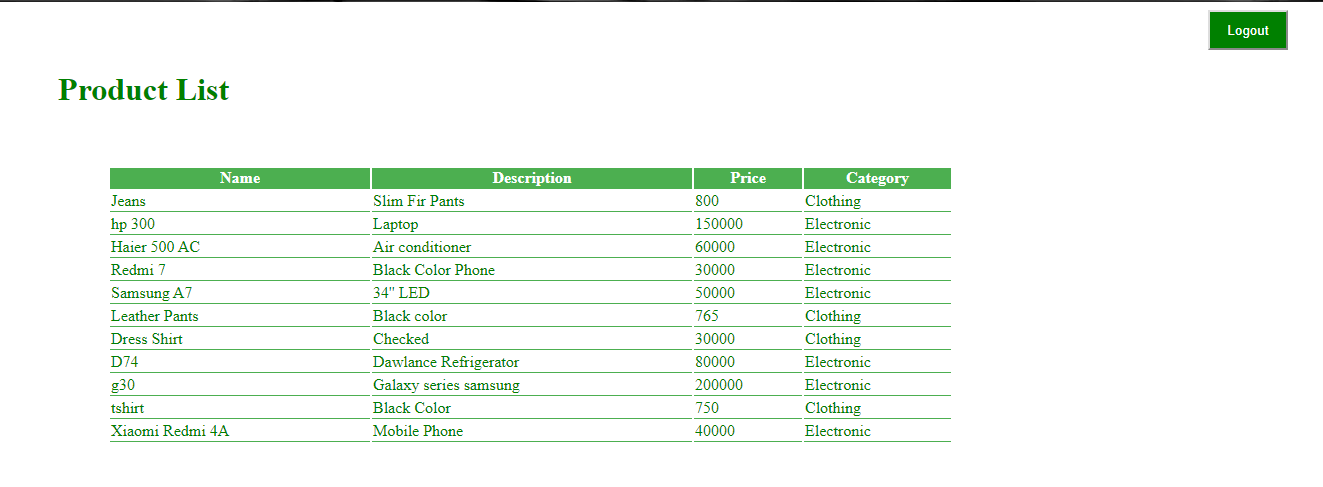 Logout
Product List
Name Description Price Category
Jeans Slim Fir Pants 800 Clothing
hp 300 Laptop 150000 Electronic
Haier 500 AC Air conditioner 60000 Electronic
Redmi 7 Black Color Phone 30000 Electronic
Samsung A7 34" LED 50000 Electronic
Leather Pants Black color 765 Clothing
Dress Shirt Checked 30000 Clothing
D74 Dawlance Refrigerator 80000 Electronic
g30 Galaxy series samsung 200000 Electronic
tshirt Black Color 750 Clothing
Xiaomi Redmi 4A Mobile Phone 40000 Electronic